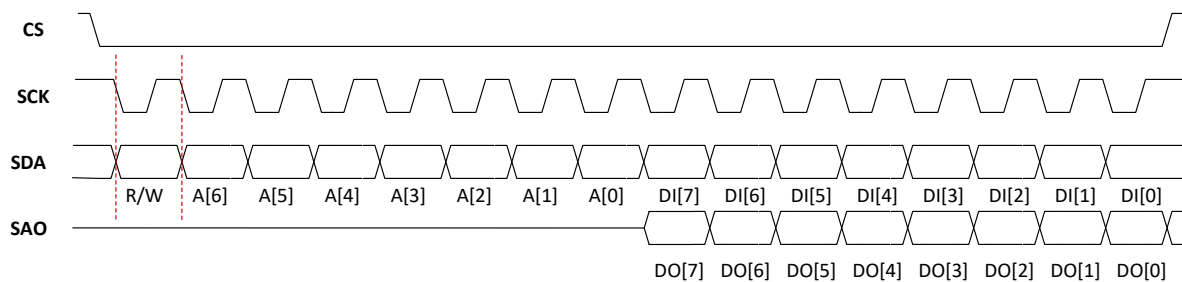 CS
SCK
SDA
R/W A[6] A[5] A[4] A[3] A[2] A[1] A[0] DI[7] DI[6] DI[5] DI[4] DI[3] DI[2] DI[1] DI[0]
SAO
DO[7] DO[6] DO[5] DO[4] DO[3] DO[2] DO[1] DO[0]